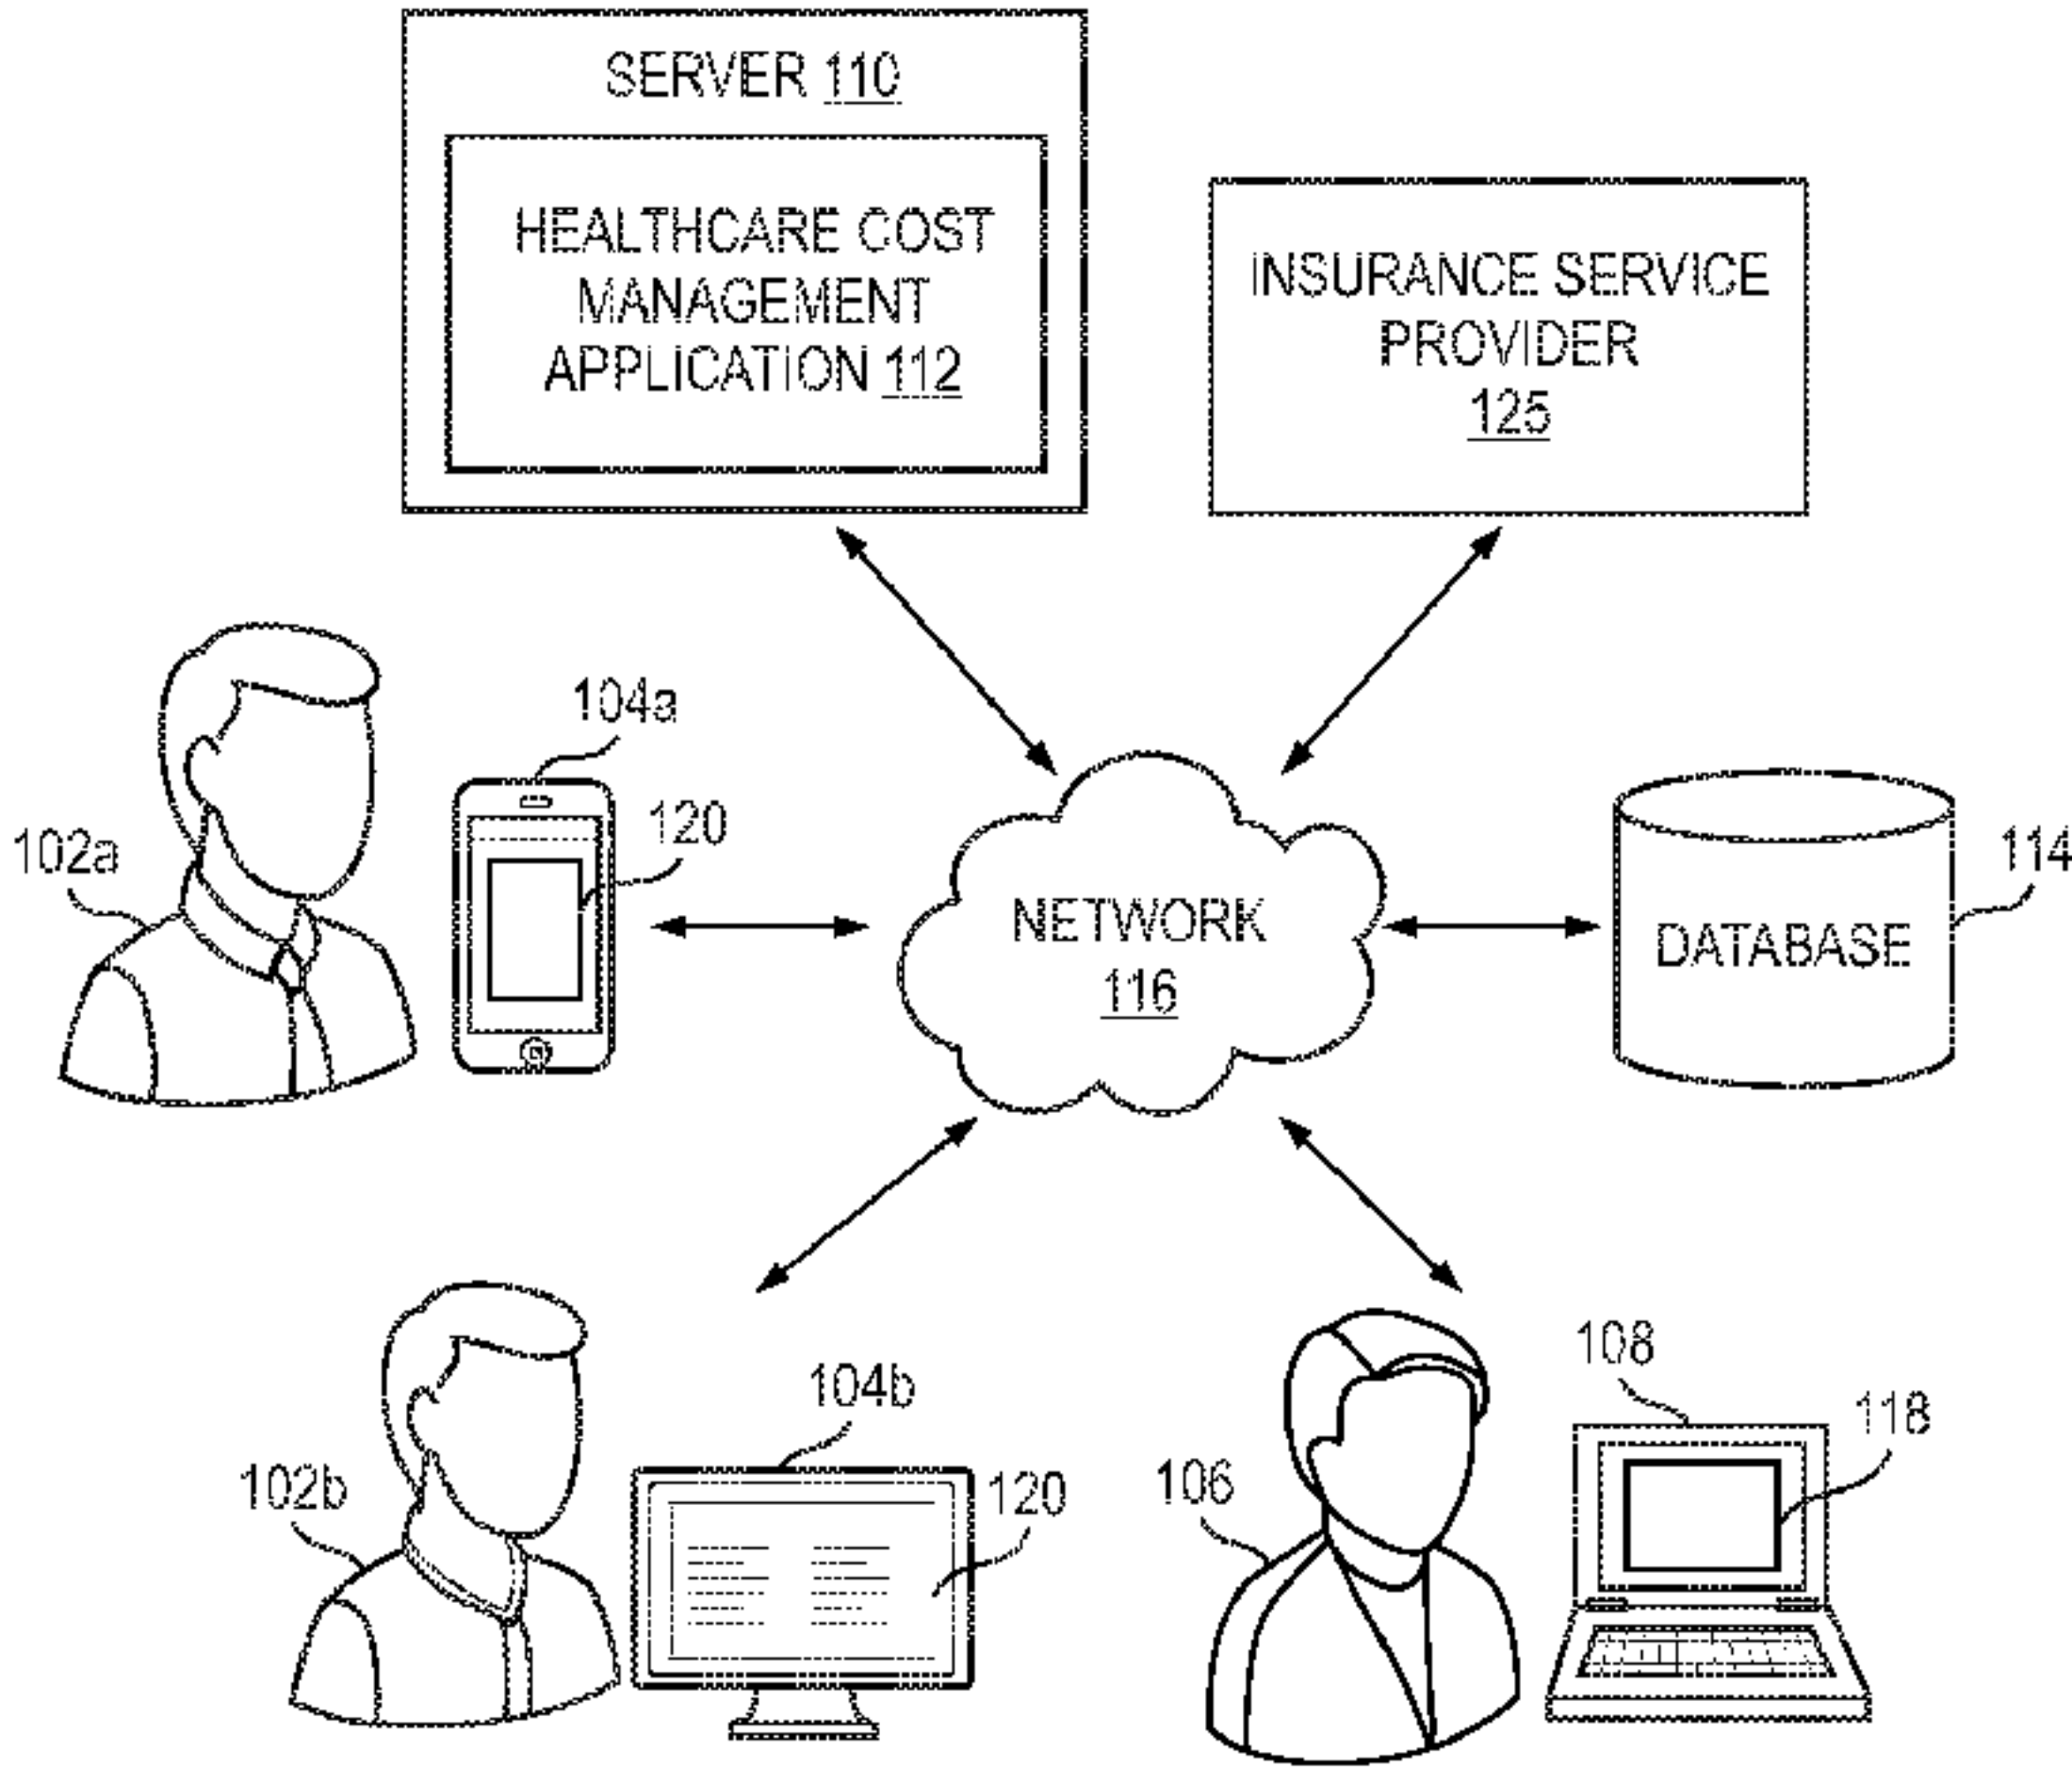 SERVER 110
HEALTHCARE COST
MANAGEMENT
APPLICATION 112
INSURANCE SERVICE
PROVIDER
125
104a
120
102a
NETWORK
116
DATABASE
114
104b
120
102b
106
108
118